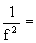 1/f² =